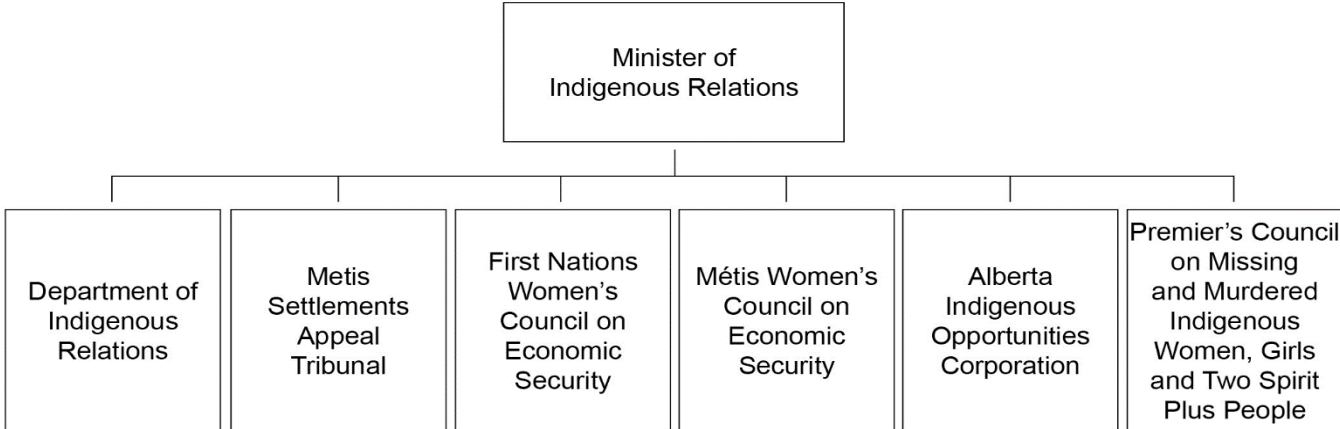 Minister of
Indigenous Relations
Department of
Indigenous
Relations
Metis
Settlements
Appeal
Tribunal
First Nations
Women’s
Council on
Economic
Security
Métis Women’s
Council on
Economic
Security
Alberta
Indigenous
Opportunities
Corporation
Premier’s Council
on Missing
and Murdered
Indigenous
Women, Girls
and Two Spirit
Plus People